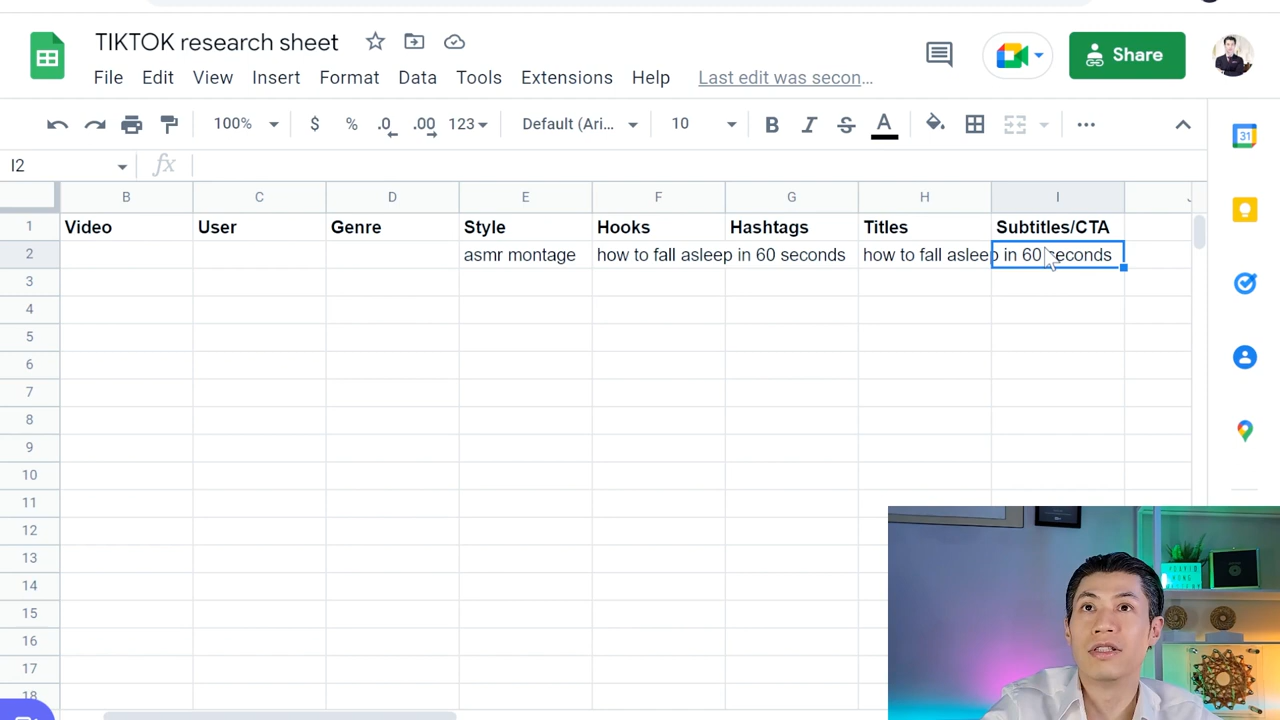 TIKTOK research sheet
File Edit View Insert Format Data Tools Extensions Help Last edit was secon...
Share
100% $ % .0 .00 123 Default (Ari... 10 B I S A
31
I2 fx
B C D E F G H I
1 Video User Genre Style Hooks Hashtags Titles Subtitles/CTA
2 asmr montage how to fall asleep in 60 seconds how to fall asleep in 60 seconds
3
4
5
6
7
8
9
10
11
12
13
14
15
16
17
18